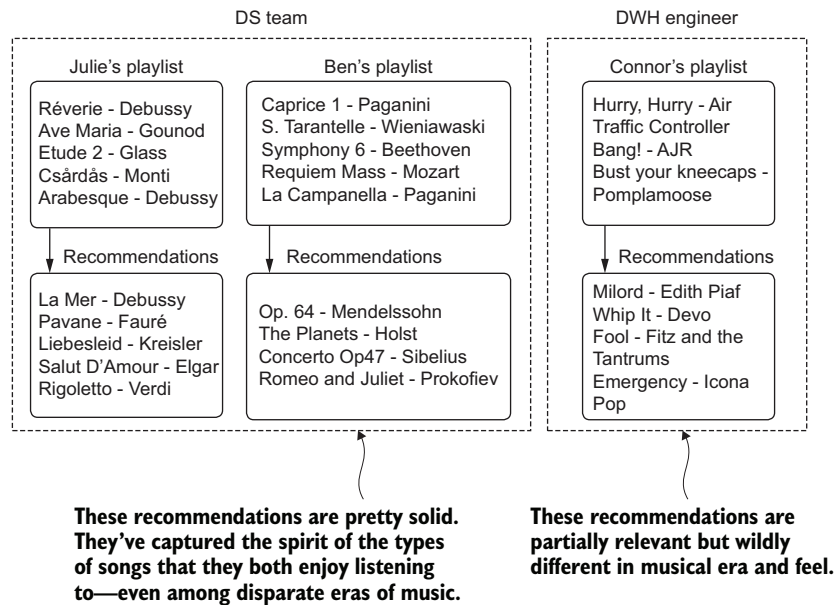 DS team
Julie's playlist
Réverie - Debussy
Ave Maria - Gounod
Etude 2 - Glass
Csårdås - Monti
Arabesque - Debussy
Recommendations
La Mer - Debussy
Pavane - Fauré
Liebesleid - Kreisler
Salut D'Amour - Elgar
Rigoletto - Verdi
Ben's playlist
Caprice 1 - Paganini
S. Tarantelle - Wieniawaski
Symphony 6 - Beethoven
Requiem Mass - Mozart
La Campanella - Paganini
Recommendations
Op. 64 - Mendelssohn
The Planets - Holst
Concerto Op47 - Sibelius
Romeo and Juliet - Prokofiev
These recommendations are pretty solid.
They've captured the spirit of the types
of songs that they both enjoy listening
to—even among disparate eras of music.
DWH engineer
Connor's playlist
Hurry, Hurry - Air
Traffic Controller
Bang! - AJR
Bust your kneecaps -
Pomplamoose
Recommendations
Milord - Edith Piaf
Whip It - Devo
Fool - Fitz and the
Tantrums
Emergency - Icona
Pop
These recommendations are
partially relevant but wildly
different in musical era and feel.